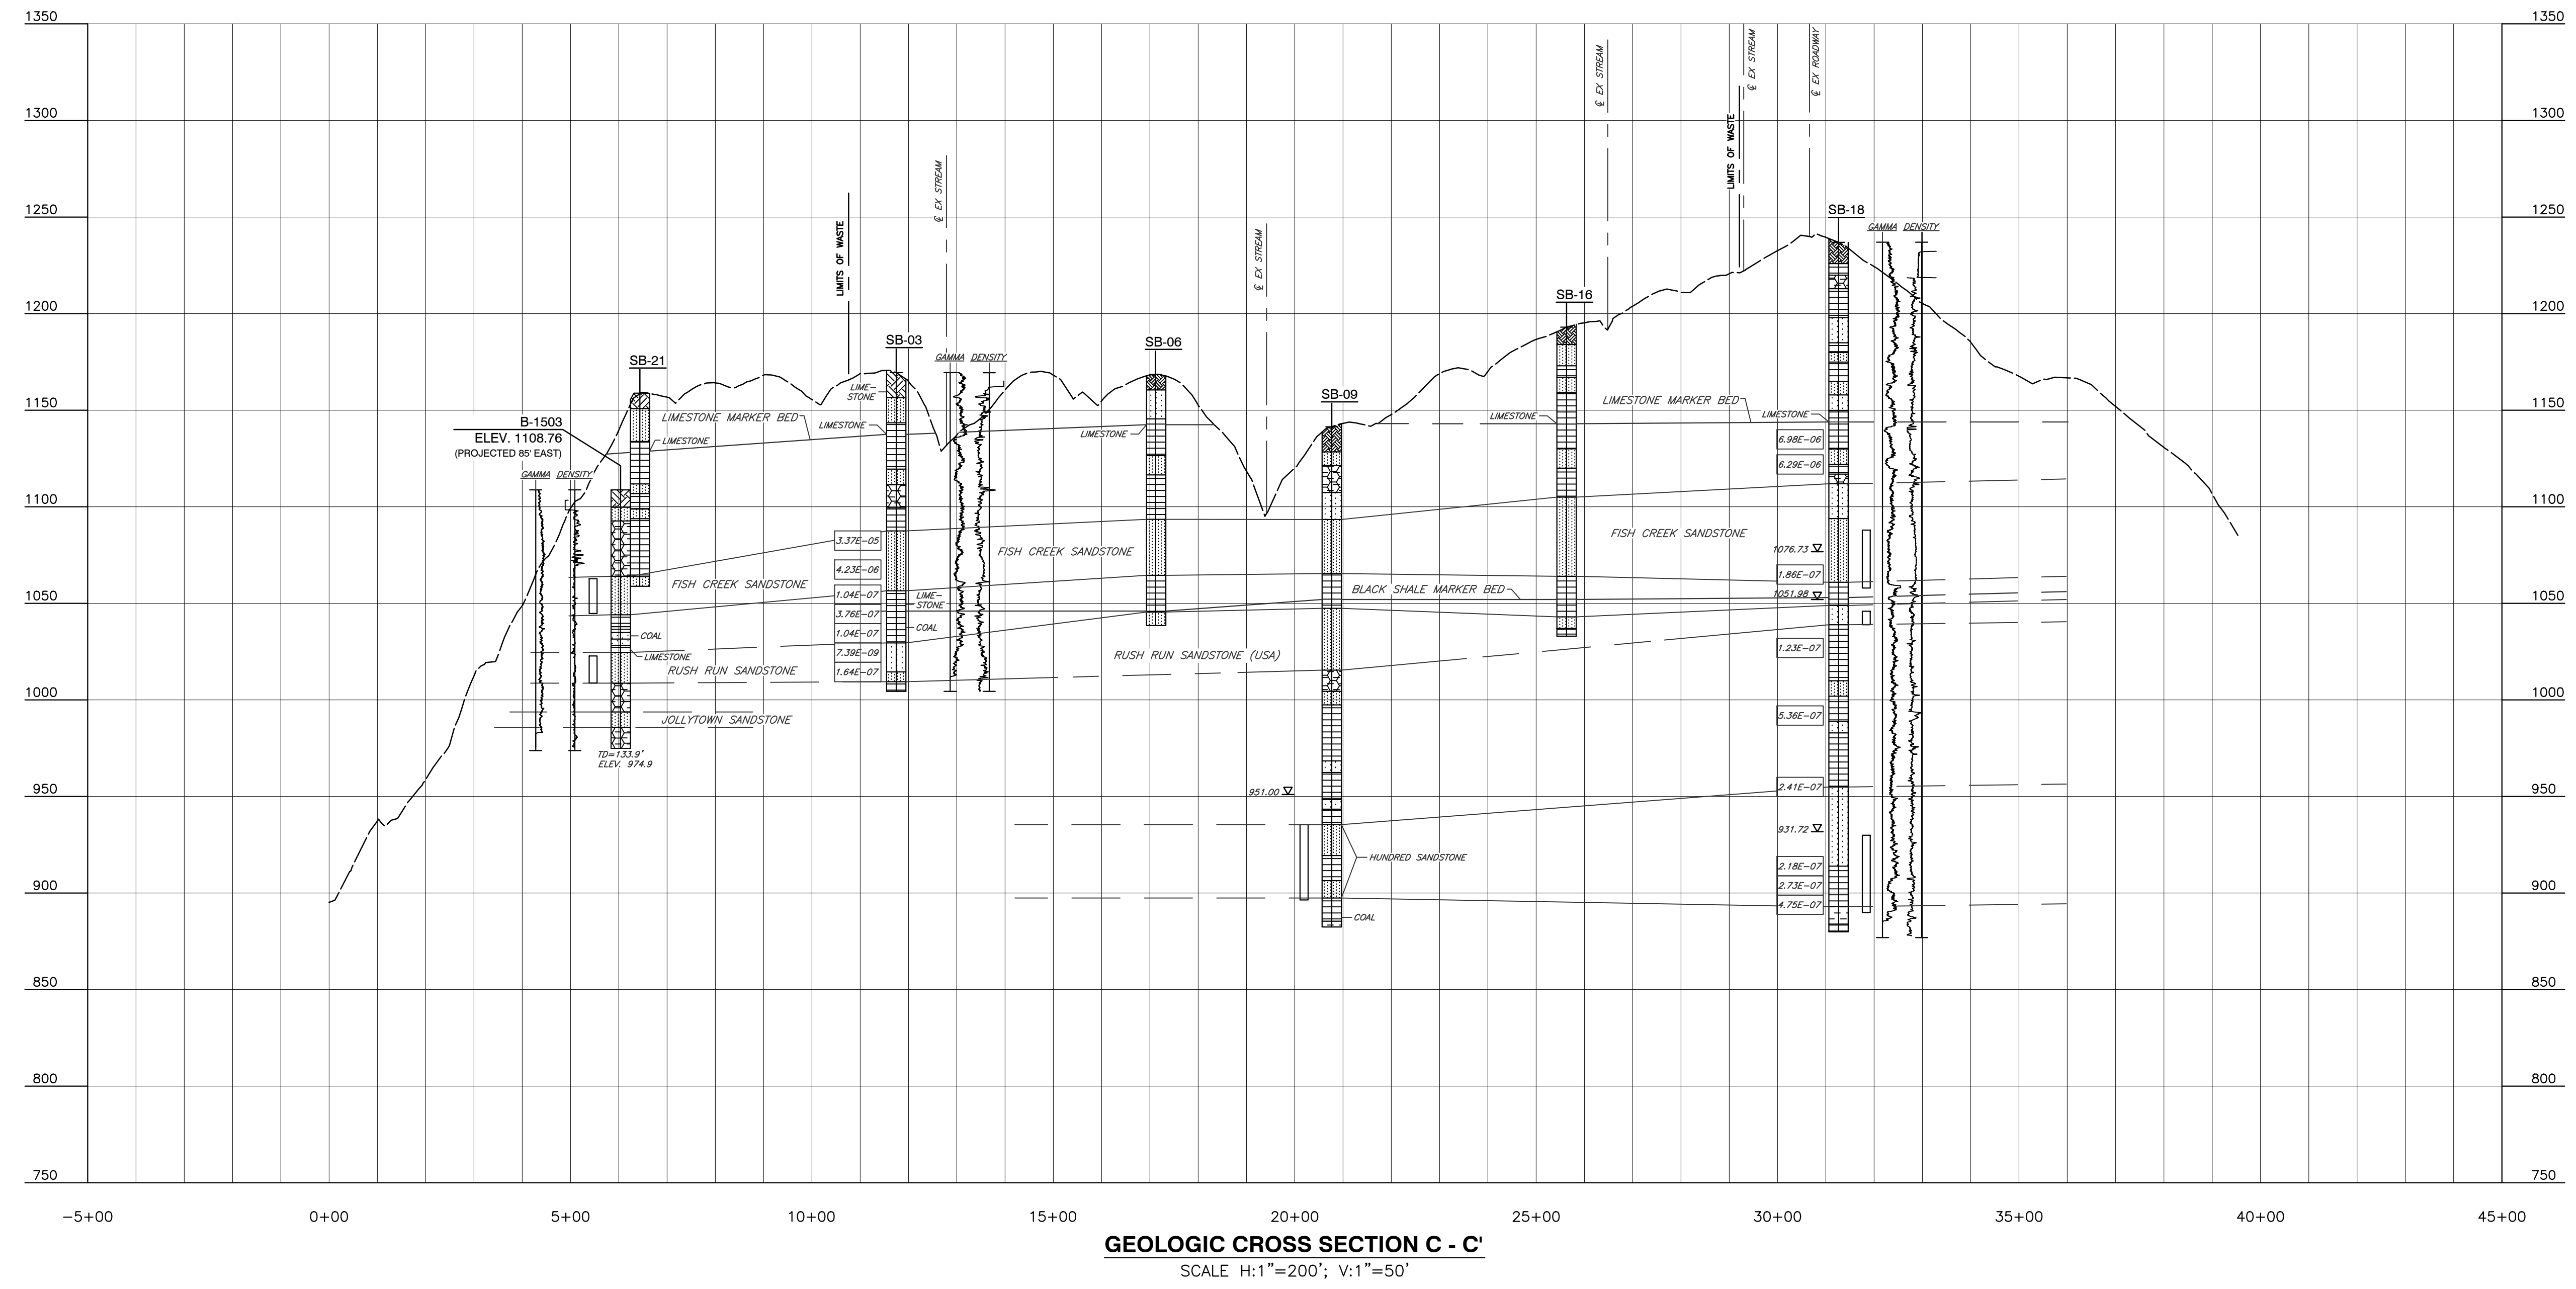 1350
1350
℄ EX STREAM
℄ EX STREAM
℄ EX ROADWAY
1300
1300
LIMITS OF WASTE
℄ EX STREAM
LIMITS OF WASTE
℄ EX STREAM
1250
1250
SB-18
GAMMA DENSITY
1200
1200
SB-16
SB-03
SB-06
SB-21
GAMMA DENSITY
LIME-
STONE
SB-09
1150
1150
LIMESTONE MARKER BED
LIMESTONE MARKER BED
B-1503
ELEV. 1108.76
(PROJECTED 85' EAST)
LIMESTONE
LIMESTONE
LIMESTONE
LIMESTONE
LIMESTONE
6.98E-06
6.29E-06
GAMMA DENSITY
1100
1100
3.37E-05
4.23E-06
1.04E-07
3.76E-07
1.04E-07
7.39E-09
1.64E-07
FISH CREEK SANDSTONE
FISH CREEK SANDSTONE
FISH CREEK SANDSTONE
1076.73
1.86E-07
1051.98
BLACK SHALE MARKER BED
LIME-
STONE
COAL
1050
1050
COAL
LIMESTONE
RUSH RUN SANDSTONE
RUSH RUN SANDSTONE (USA)
1.23E-07
1000
1000
JOLLYTOWN SANDSTONE
5.36E-07
TD=133.9'
ELEV. 974.9
950
950
951.00
2.41E-07
931.72
HUNDRED SANDSTONE
2.18E-07
2.73E-07
4.75E-07
900
900
COAL
850
850
800
800
750
750
-5+00 0+00 5+00 10+00 15+00 20+00 25+00 30+00 35+00 40+00 45+00
GEOLOGIC CROSS SECTION C - C'
SCALE H:1"=200'; V:1"=50'